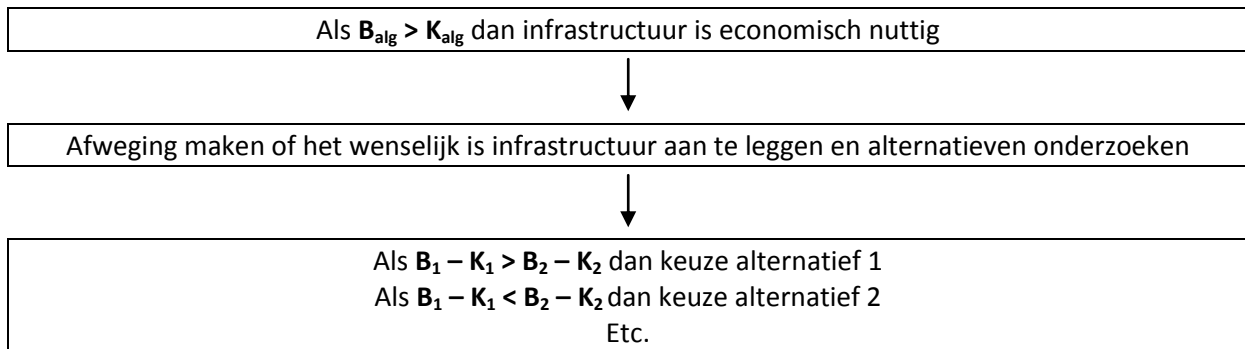 Als B_alg > K_alg dan infrastructuur is economisch nuttig
Afweging maken of het wenselijk is infrastructuur aan te leggen en alternatieven onderzoeken
Als B₁ – K₁ > B₂ – K₂ dan keuze alternatief 1
Als B₁ – K₁ < B₂ – K₂ dan keuze alternatief 2
Etc.